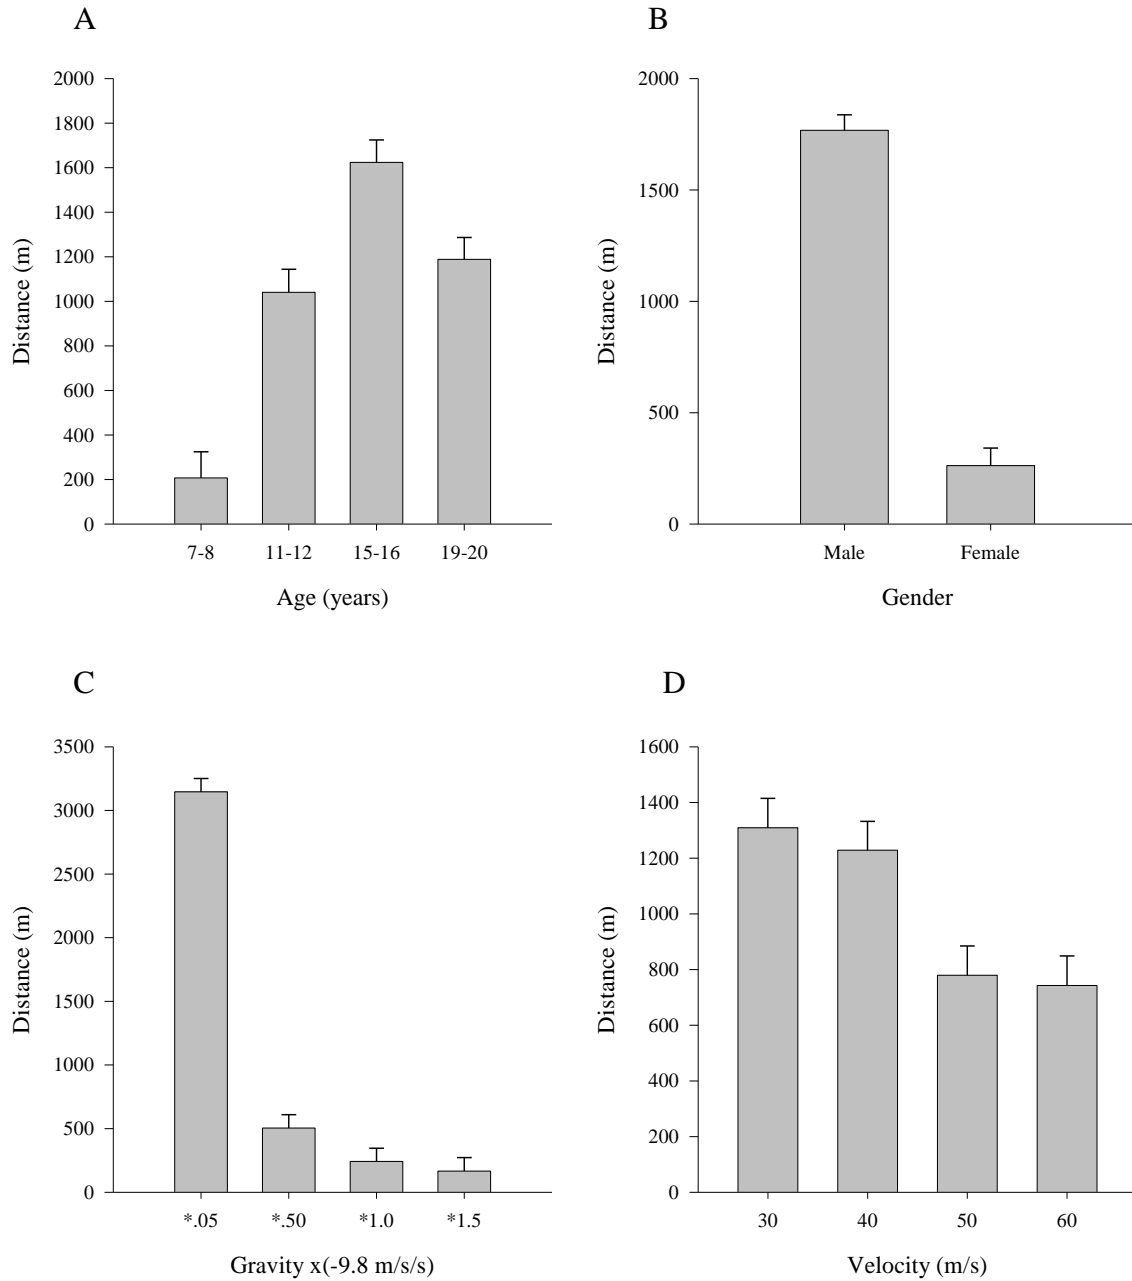 A
2000
1800
1600
1400
1200
1000
800
600
400
200
0
Distance (m)
7-8 11-12 15-16 19-20
Age (years)
B
2000
1500
1000
500
0
Distance (m)
Male Female
Gender
C
3500
3000
2500
2000
1500
1000
500
0
Distance (m)
*.05 *.50 *1.0 *1.5
Gravity x(-9.8 m/s/s)
D
1600
1400
1200
1000
800
600
400
200
0
Distance (m)
30 40 50 60
Velocity (m/s)